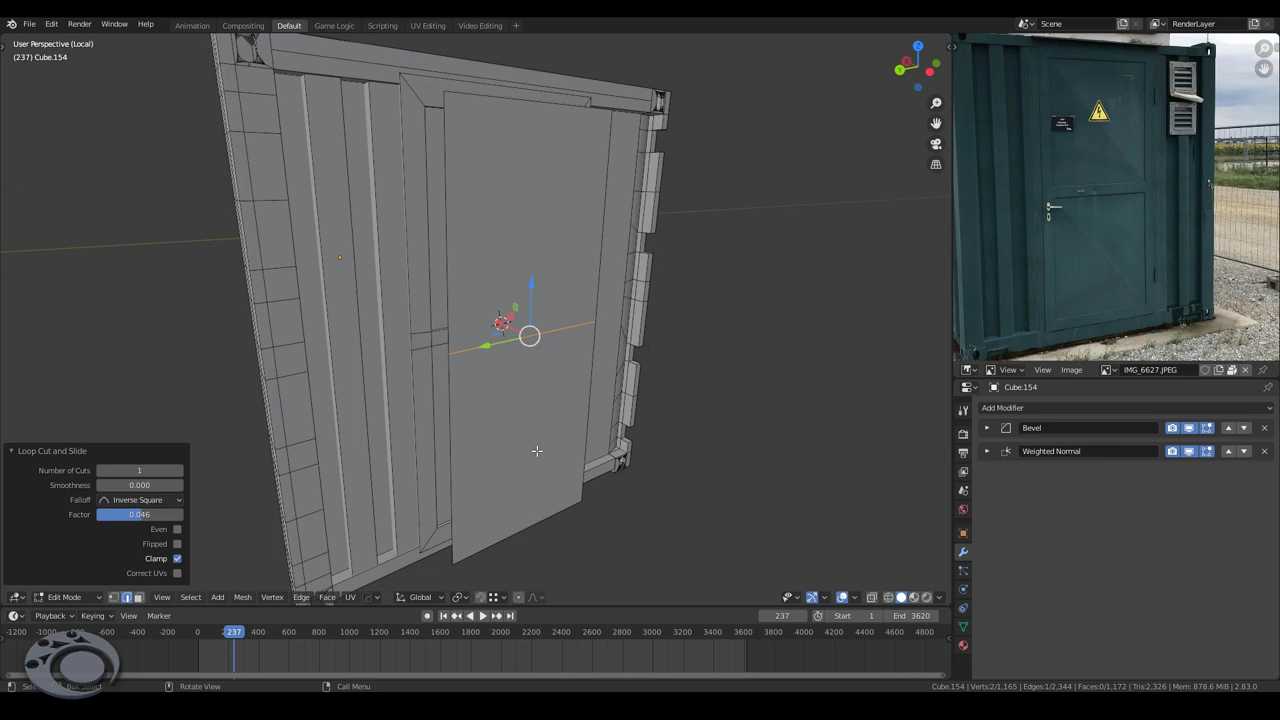 File Edit Render Window Help Animation Compositing Default Game Logic Scripting UV Editing Video Editing + Scene RenderLayer
User Perspective (Local)
(237) Cube.154
Z
Y
Loop Cut and Slide
Number of Cuts 1
Smoothness 0.000
Falloff Inverse Square
Factor 0.046
Even
Flipped
Clamp
Correct UVs
Edit Mode View Select Add Mesh Vertex Edge Face UV Global
Playback Keying View Marker 237 Start 1 End 3620
-1200 -1000 0 237 400 600 800 1000 1200 1400 1600 1800 2000 2200 2400 2600 2800 3000 3200 3400 3600 3800 4000 4200 4400 4600 4800
Rotate View Call Menu
Cube.154 | Verts:2/1,165 | Edges:1/2,344 | Faces:0/1,172 | Tris:2,326 | Mem: 878.6 MiB | 2.83.0
View View Image IMG_6627.JPEG
Cube.154
Add Modifier
Bevel
Weighted Normal